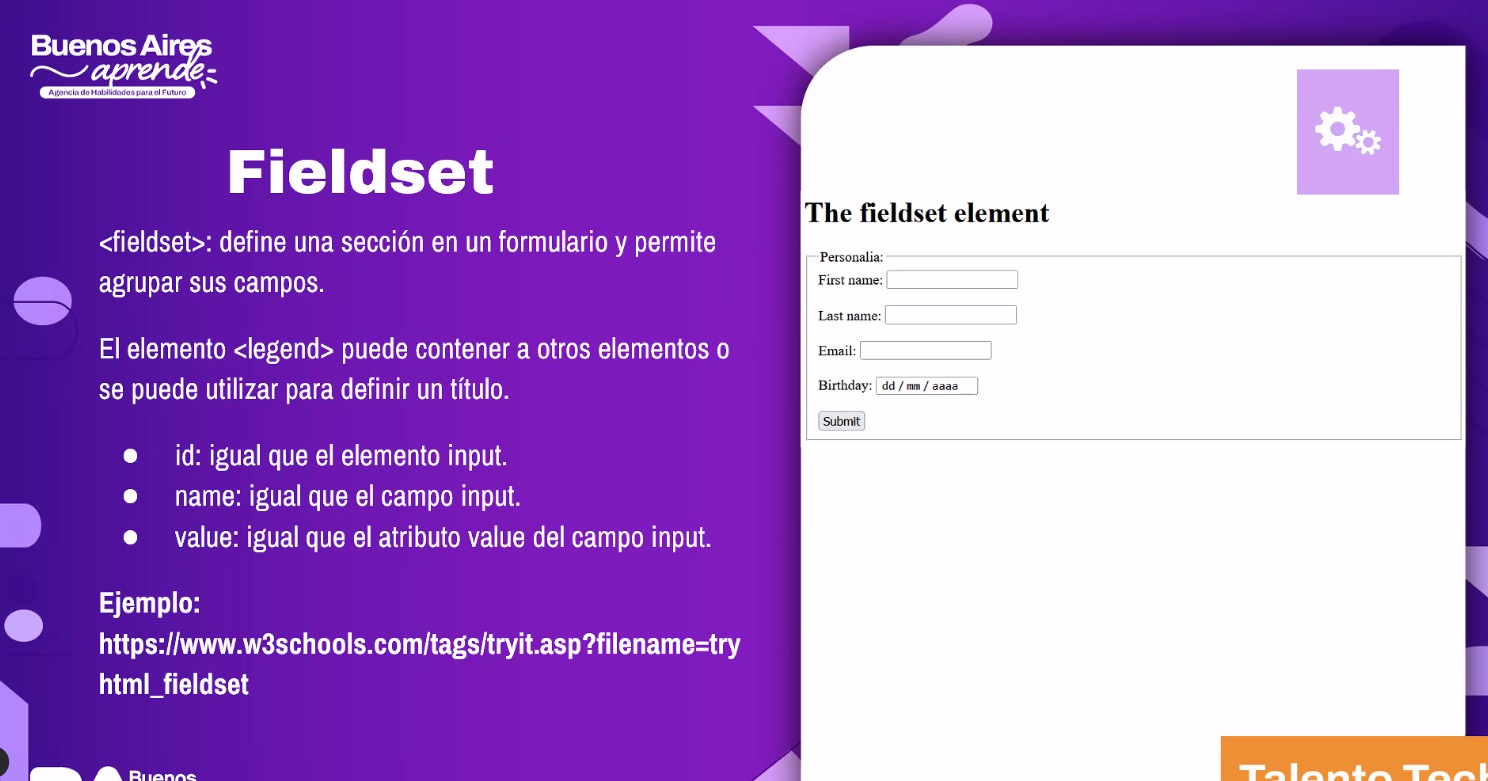 Buenos Aires
aprende
Agencia de Habilidades para el Futuro
Fieldset
<fieldset>: define una sección en un formulario y permite
agrupar sus campos.
El elemento <legend> puede contener a otros elementos o
se puede utilizar para definir un título.
● id: igual que el elemento input.
● name: igual que el campo input.
● value: igual que el atributo value del campo input.
Ejemplo:
https://www.w3schools.com/tags/tryit.asp?filename=try
html_fieldset
Buenos
The fieldset element
Personalia:
First name:
Last name:
Email:
Birthday: dd / mm / aaaa
Submit
Talento Tech